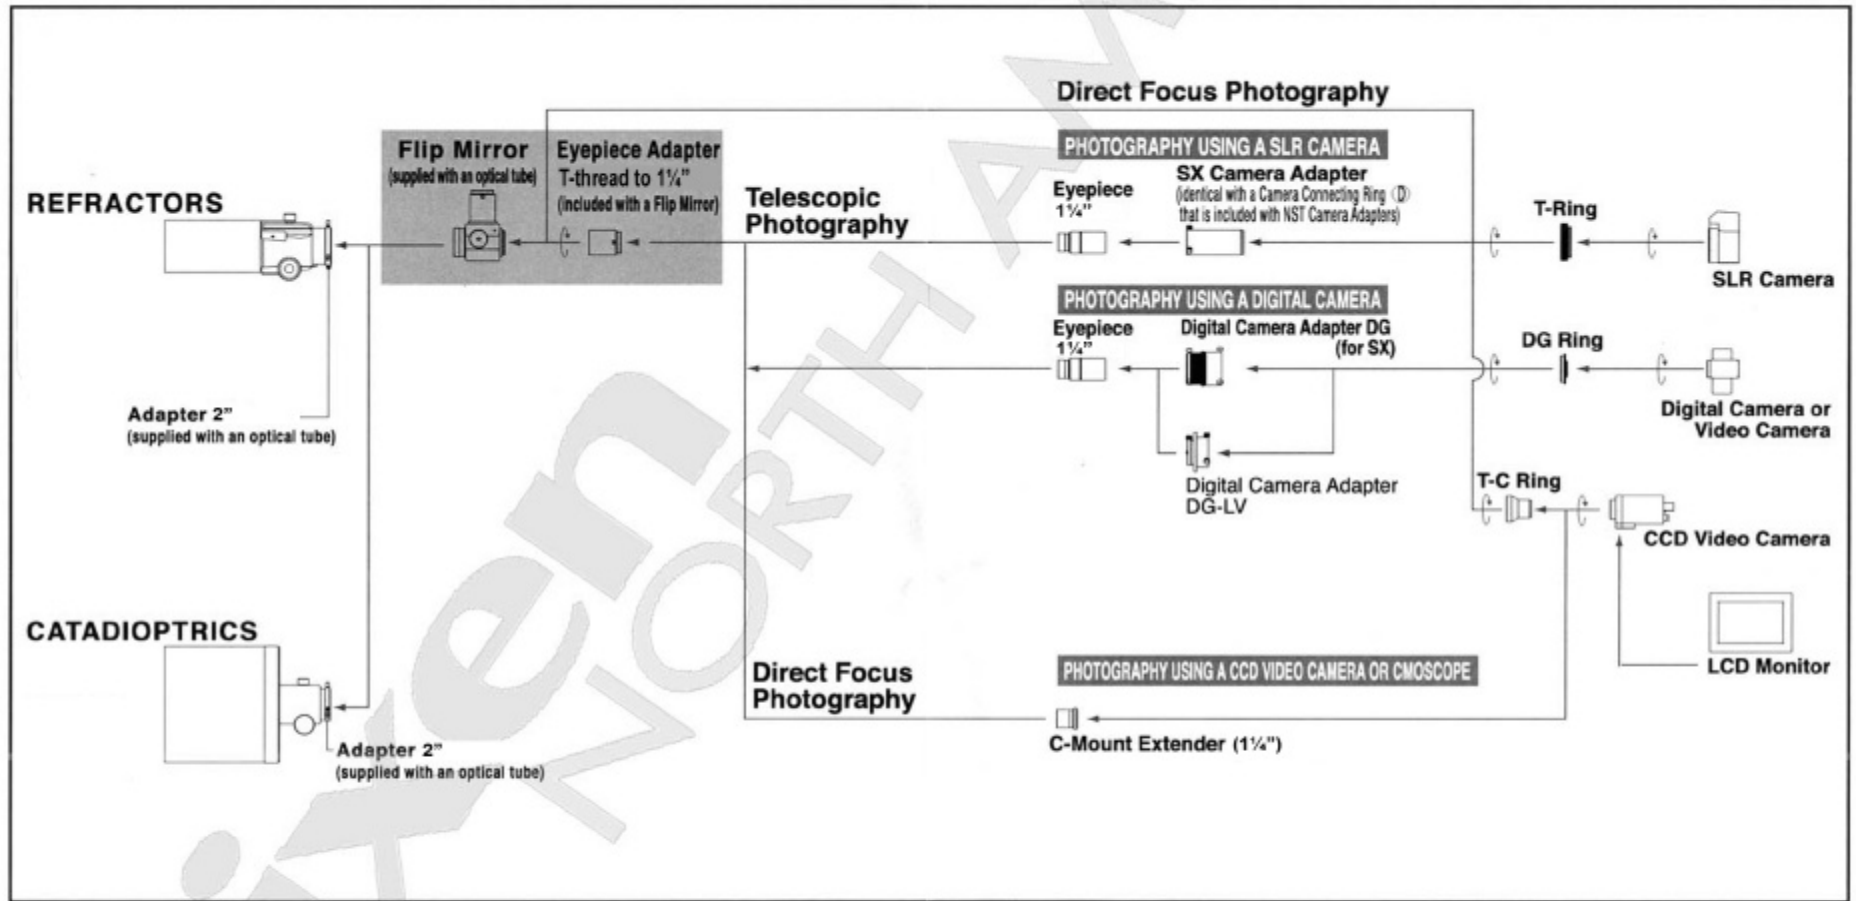 Direct Focus Photography
Flip Mirror
(supplied with an optical tube)
Eyepiece Adapter
T-thread to 1¼"
(included with a Flip Mirror)
PHOTOGRAPHY USING A SLR CAMERA
REFRACTORS
Telescopic
Photography
Eyepiece
1¼"
SX Camera Adapter
(identical with a Camera Connecting Ring Ⓓ
that is included with NST Camera Adapters)
T-Ring
SLR Camera
PHOTOGRAPHY USING A DIGITAL CAMERA
Eyepiece
1¼"
Digital Camera Adapter DG
(for SX)
DG Ring
Digital Camera or
Video Camera
Adapter 2"
(supplied with an optical tube)
Digital Camera Adapter
DG-LV
T-C Ring
CCD Video Camera
CATADIOPTRICS
Direct Focus
Photography
PHOTOGRAPHY USING A CCD VIDEO CAMERA OR CMOSCOPE
LCD Monitor
C-Mount Extender (1¼")
Adapter 2"
(supplied with an optical tube)
ixen
NORTH AM